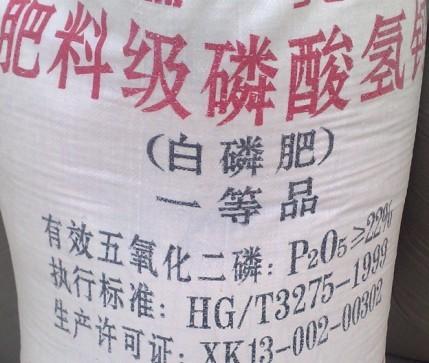 肥料级磷酸氢
(白磷肥)
一等品
有效五氧化二磷: P₂O₅≥22%
执行标准: HG/T3275-1999
生产许可证: XK13-002-00302